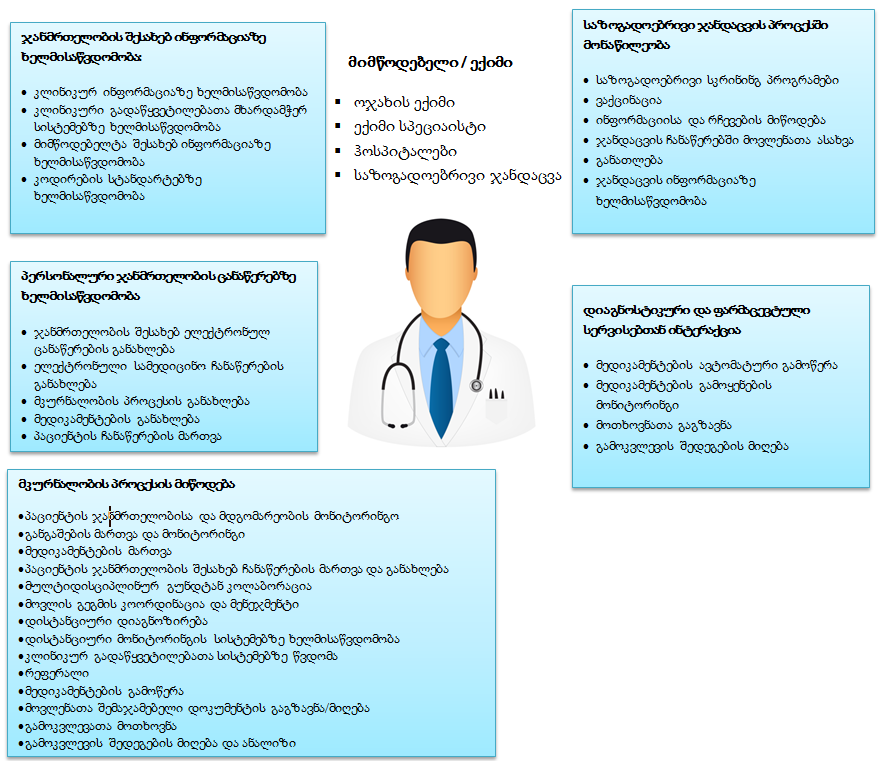 ჯანმრთელობის შესახებ ინფორმაციაზე
ხელმისაწვდომობა:
• კლინიკურ ინფორმაციაზე ხელმისაწვდომობა
• კლინიკური გადაწყვეტილებათა მხარდამჭერ
სისტემებზე ხელმისაწვდომობა
• მიმწოდებელტა შესახებ ინფორმაციაზე
ხელმისაწვდომობა
• კოდირების სტანდარტებზე
ხელმისაწვდომობა
მიმწოდებელი / ექიმი
▪ ოჯახის ექიმი
▪ ექიმი სპეციაისტი
▪ ჰოსპიტალები
▪ საზოგადოებრივი ჯანდაცვა
საზოგადოებრივი ჯანდაცვის პროცესში
მონაწილეობა
• საზოგადოებრივი სკრინინგ პროგრამები
• ვაქცინაცია
• ინფორმაციისა და რჩევების მიწოდება
• ჯანდაცვის ჩანაწერებში მოვლენათა ასახვა
• განათლება
• ჯანდაცვის ინფორმაციაზე
ხელმისაწვდომობა
პერსონალური ჯანმრთელობის ცანაწერებზე
ხელმისაწვდომობა
• ჯანმრთელობის შესახებ ელექტრონულ
ცანაწერების განახლება
• ელექტრონული სამედიცინო ჩანაწერების
განახლება
• მკურნალობის პროცესის განახლება
• მედიკამენტების განახლება
• პაციენტის ჩანაწერების მართვა
დიაგნოსტიკური და ფარმაცევტული
სერვისებთან ინტერაქცია
• მედიკამენტების ავტომატური გამოწერა
• მედიკამენტების გამოყენების
მონიტორინგი
• მოთხოვნათა გაგზავნა
• გამოკვლევის შედეგების მიღება
მკურნალობის პროცესის მიწოდება
•პაციენტის ჯანმრთელობისა და მდგომარეობის მონიტორინგო
•განგაშების მართვა და მონიტორინგი
•მედიკამენტების მართვა
•პაციენტის ჯანმრთელობის შესახებ ჩანაწერების მართვა და განახლება
•მულტიდისციპლინურ გუნდტან კოლაბორაცია
•მოვლის გეგმის კოორდინაცია და მენეჯმენტი
•დისტანციური დიაგნოზირება
•დისტანციური მონიტორინგის სისტემებზე ხელმისაწვდომობა
•კლინიკურ გადაწყვეტილებათა სისტემებზე წვდომა
•რეფერალი
•მედიკამენტების გამოწერა
•მოვლენათა შემაჯამებელი დოკუმენტის გაგზავნა/მიღება
•გამოკვლევათა მოთხოვნა
•გამოკვლევის შედეგების მიღება და ანალიზი